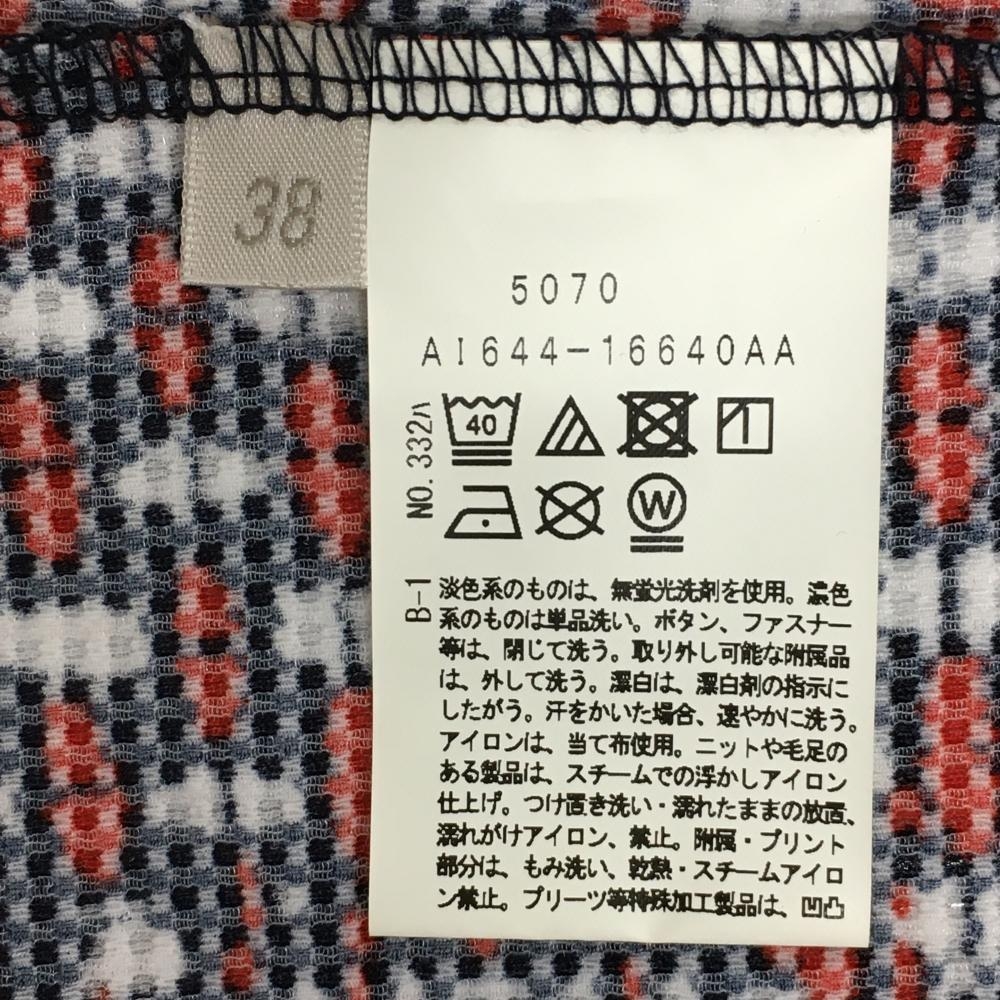 38
5070
AI644-16640AA
NO.332ハ
40
W
B-1
淡色系のものは、無蛍光洗剤を使用。濃色
系のものは単品洗い。ボタン、ファスナー
等は、閉じて洗う。取り外し可能な附属品
は、外して洗う。漂白は、漂白剤の指示に
したがう。汗をかいた場合、速やかに洗う。
アイロンは、当て布使用。ニットや毛足の
ある製品は、スチームでの浮かしアイロン
仕上げ。つけ置き洗い・濡れたままの放置、
濡れがけアイロン、禁止。附属・プリント
部分は、もみ洗い、乾熱・スチームアイロ
ン禁止。プリーツ等特殊加工製品は、凹凸